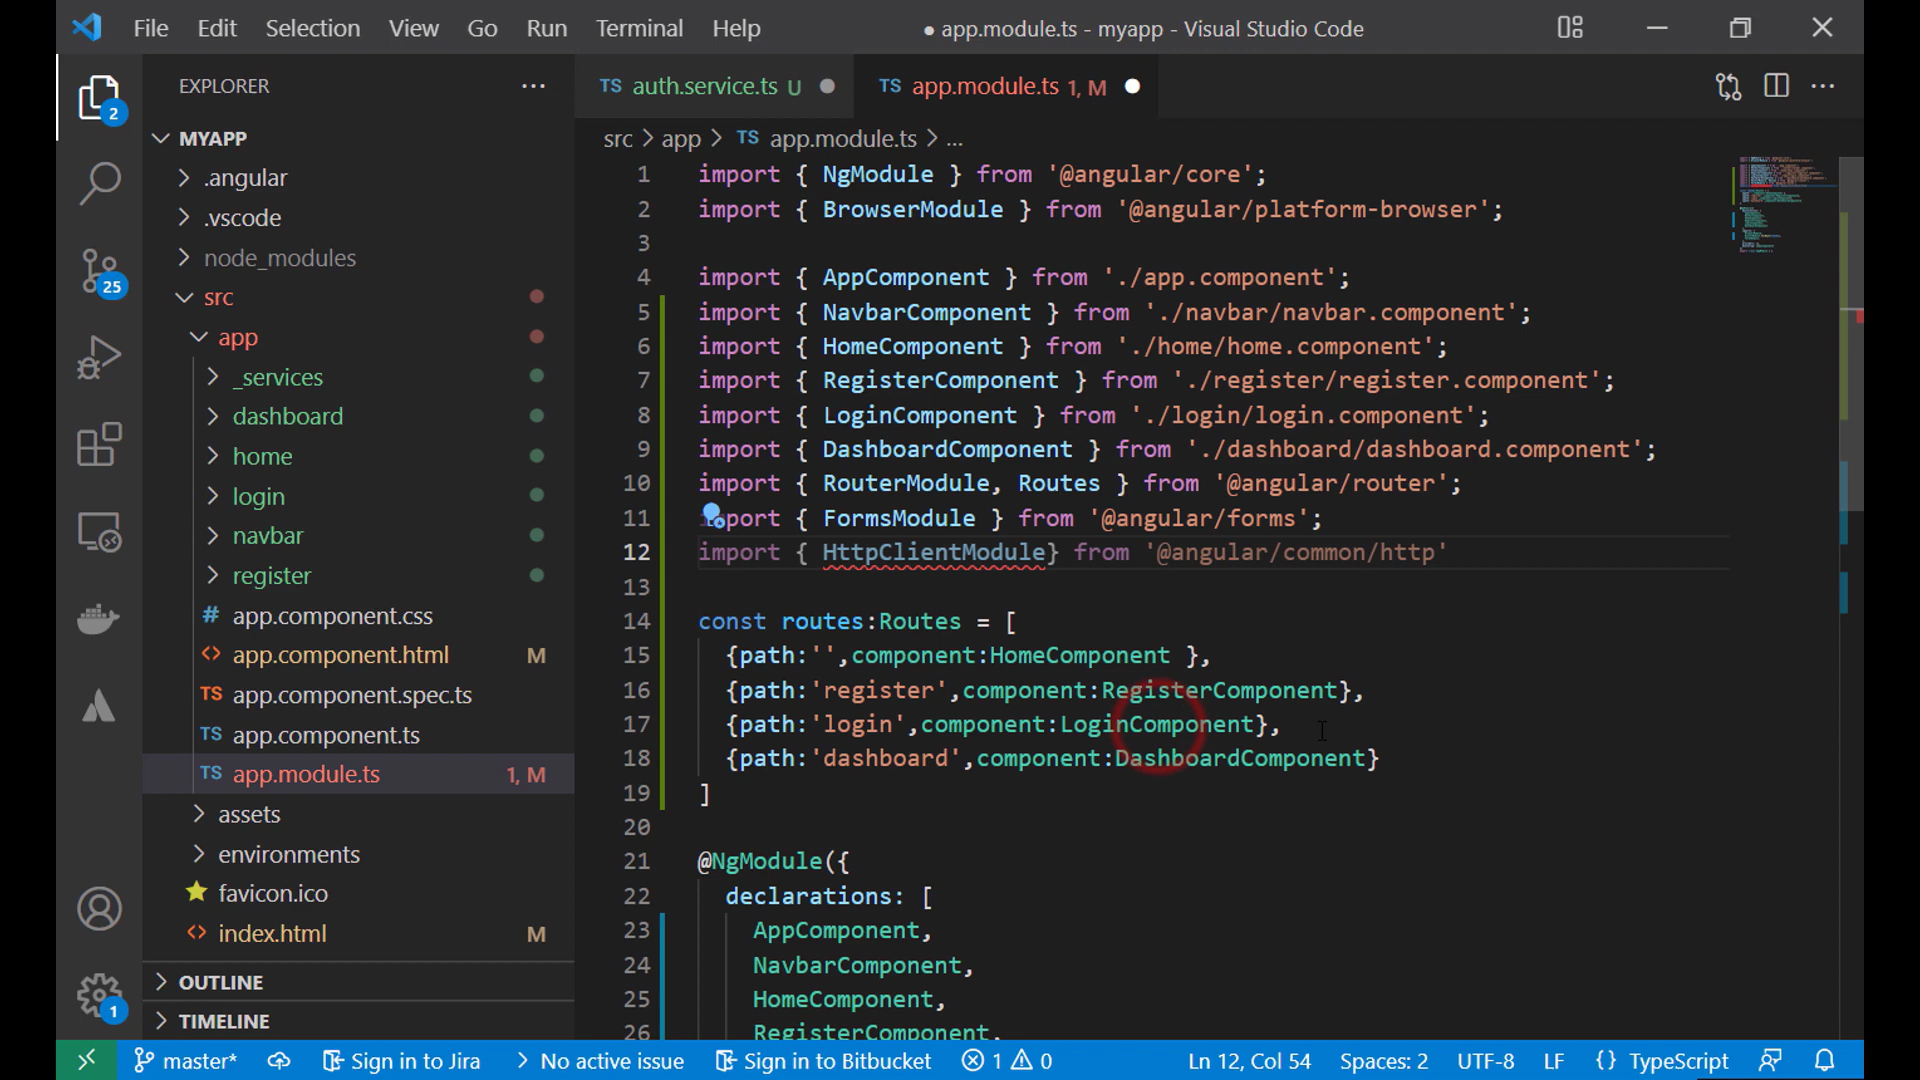 File Edit Selection View Go Run Terminal Help ● app.module.ts - myapp - Visual Studio Code
EXPLORER ...
TS auth.service.ts U
TS app.module.ts 1, M
2
MYAPP
src > app > TS app.module.ts > ...
.angular
.vscode
node_modules
25
src
app
_services
dashboard
home
login
navbar
register
# app.component.css
<> app.component.html M
TS app.component.spec.ts
TS app.component.ts
TS app.module.ts 1, M
assets
environments
favicon.ico
<> index.html M
OUTLINE
TIMELINE
1
1 import { NgModule } from '@angular/core';
2 import { BrowserModule } from '@angular/platform-browser';
3
4 import { AppComponent } from './app.component';
5 import { NavbarComponent } from './navbar/navbar.component';
6 import { HomeComponent } from './home/home.component';
7 import { RegisterComponent } from './register/register.component';
8 import { LoginComponent } from './login/login.component';
9 import { DashboardComponent } from './dashboard/dashboard.component';
10 import { RouterModule, Routes } from '@angular/router';
11 import { FormsModule } from '@angular/forms';
12 import { HttpClientModule} from '@angular/common/http'
13
14 const routes:Routes = [
15 {path:'',component:HomeComponent },
16 {path:'register',component:RegisterComponent},
17 {path:'login',component:LoginComponent},
18 {path:'dashboard',component:DashboardComponent}
19 ]
20
21 @NgModule({
22 declarations: [
23 AppComponent,
24 NavbarComponent,
25 HomeComponent,
26 RegisterComponent,
master* Sign in to Jira > No active issue Sign in to Bitbucket 1 0 Ln 12, Col 54 Spaces: 2 UTF-8 LF {} TypeScript